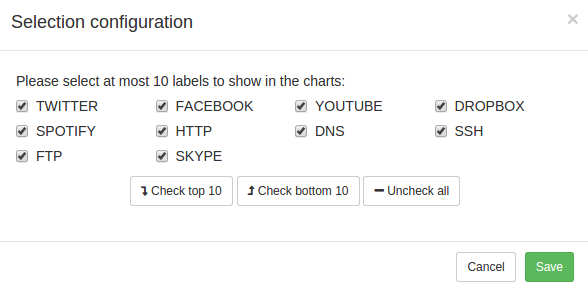 Selection configuration ×
Please select at most 10 labels to show in the charts:
TWITTER FACEBOOK YOUTUBE DROPBOX
SPOTIFY HTTP DNS SSH
FTP SKYPE
Check top 10 Check bottom 10 Uncheck all
Cancel Save